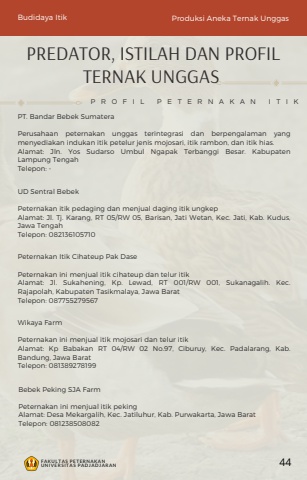 Budidaya Itik
Produksi Aneka Ternak Unggas
PREDATOR, ISTILAH DAN PROFIL
TERNAK UNGGAS
PROFIL PETERNAKAN ITIK
PT. Bandar Bebek Sumatera
Perusahaan peternakan unggas terintegrasi dan berpengalaman yang
menyediakan indukan itik petelur jenis mojosari, itik rambon, dan itik hias.
Alamat: Jln. Yos Sudarso Umbul Ngapak Terbanggi Besar Kabupaten
Lampung Tengah
Telepon: -
UD Sentral Bebek
Peternakan itik pedaging dan menjual daging itik ungkep
Alamat: Jl. Tj. Karang, RT 05/RW 05, Barisan, Jati Wetan, Kec. Jati, Kab. Kudus,
Jawa Tengah
Telepon: 082136105710
Peternakan Itik Cihateup Pak Dase
Peternakan ini menjual itik cihateup dan telur itik
Alamat: Jl. Sukahening, Kp. Lewad, RT 001/RW 001, Sukanagalih, Kec.
Rajapolah, Kabupaten Tasikmalaya, Jawa Barat
Telepon: 087755279567
Wikaya Farm
Peternakan ini menjual itik mojosari dan telur itik
Alamat: Kp Babakan RT 04/RW 02 No.97, Ciburuy, Kec. Padalarang, Kab.
Bandung, Jawa Barat
Telepon: 081389278199
Bebek Peking SJA Farm
Peternakan ini menjual itik peking
Alamat: Desa Mekargalih, Kec. Jatiluhur, Kab. Purwakarta, Jawa Barat
Telepon: 081238508082
FAKULTAS PETERNAKAN
UNIVERSITAS PADJADJARAN
44